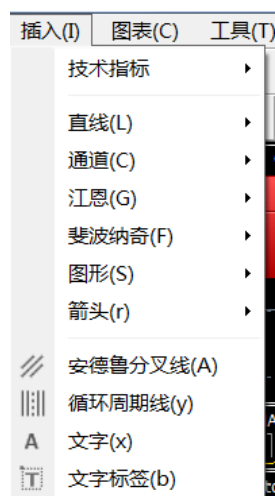 插入(I) 图表(C) 工具(T)
技术指标
直线(L)
通道(C)
江恩(G)
斐波纳奇(F)
图形(S)
箭头(r)
安德鲁分叉线(A)
循环周期线(y)
A 文字(x)
T 文字标签(b)